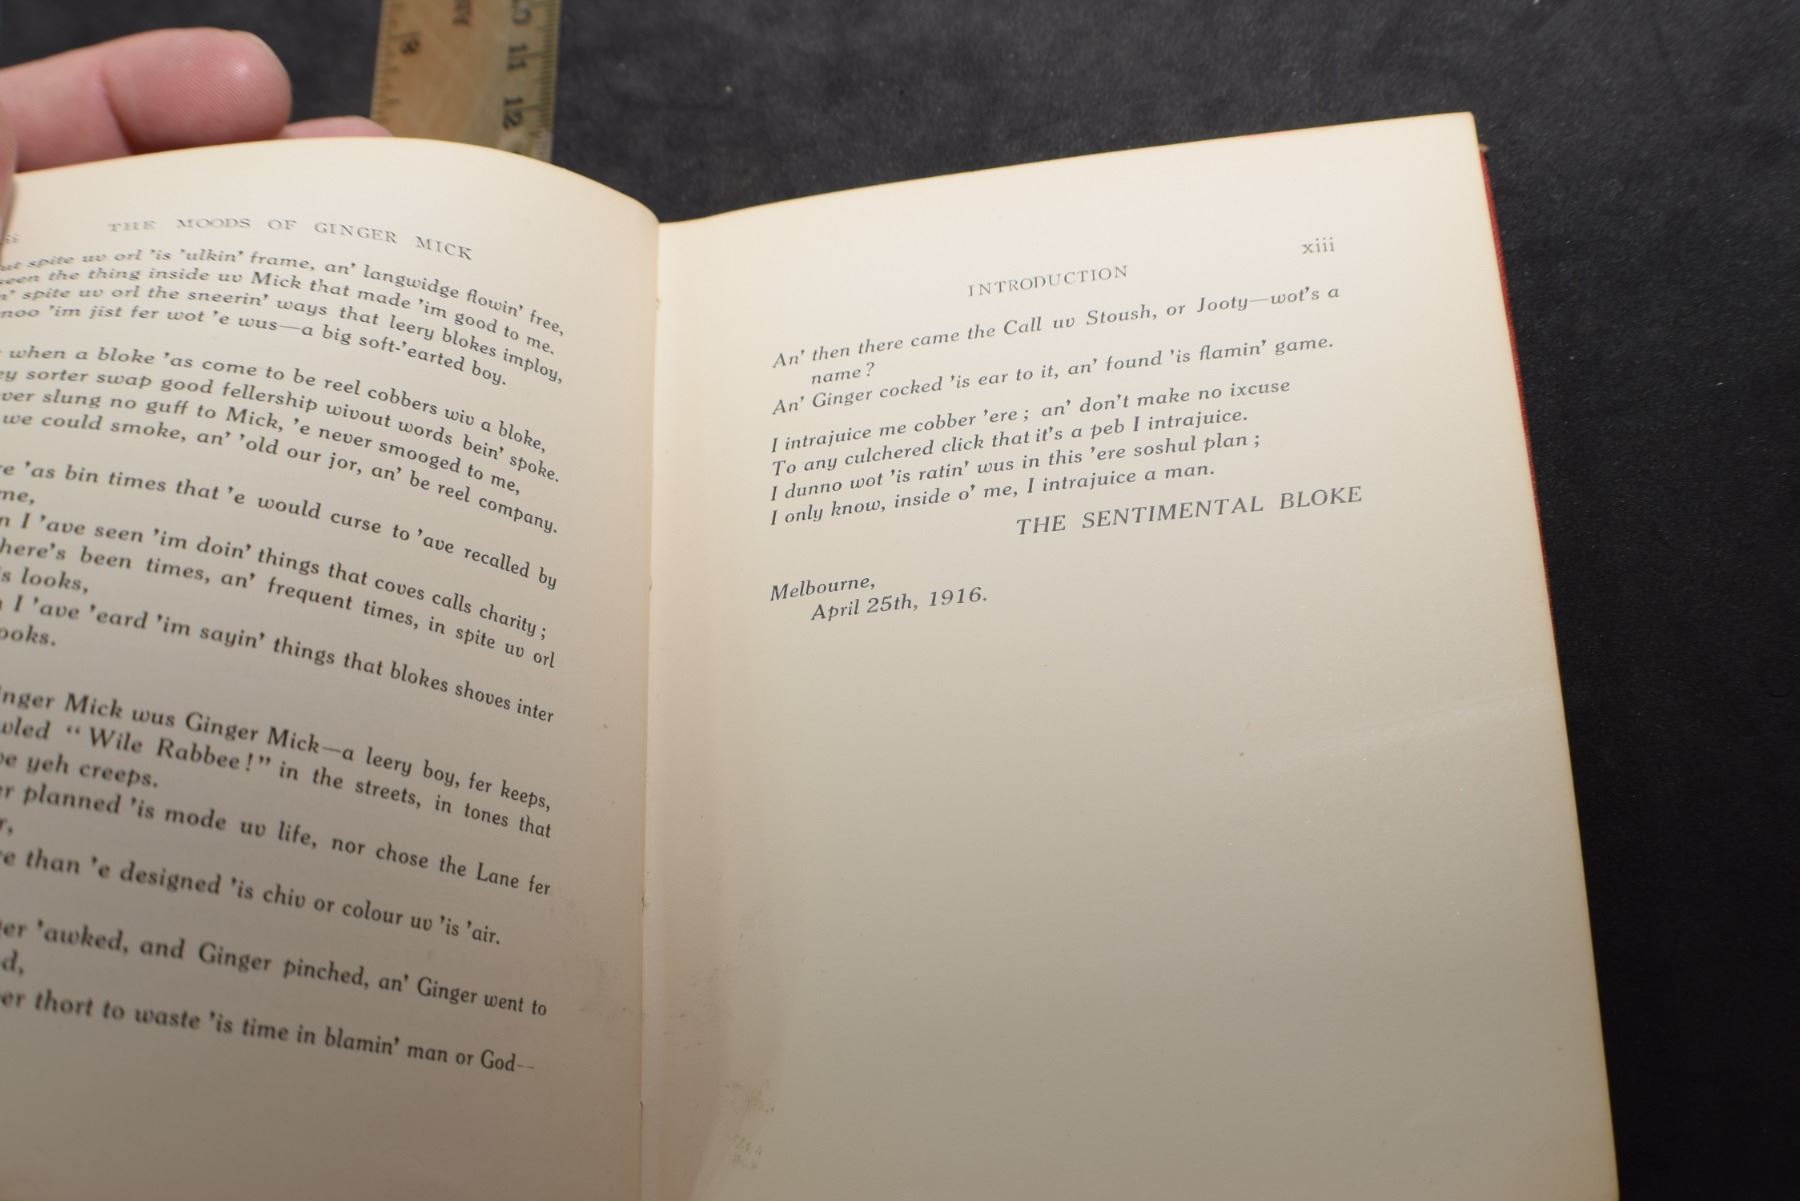 8
10
11
12
THE MOODS OF GINGER MICK
spite uv orl 'is 'ulkin' frame, an' langwidge flowin' free,
seen the thing inside uv Mick that made 'im good to me.
spite uv orl the sneerin' ways that leery blokes imploy,
noo 'im jist fer wot 'e wus—a big soft-'earted boy.
when a bloke 'as come to be reel cobbers wiv a bloke,
sorter swap good fellership wivout words bein' spoke.
slung no guff to Mick, 'e never smooged to me,
we could smoke, an' 'old our jor, an' be reel company.
'as bin times that 'e would curse to 'ave recalled by
me,
I 'ave seen 'im doin' things that coves calls charity ;
there's been times, an' frequent times, in spite uv orl
looks,
I 'ave 'eard 'im sayin' things that blokes shoves inter
Ginger Mick wus Ginger Mick—a leery boy, fer keeps,
"Wile Rabbee!" in the streets, in tones that
yeh creeps.
planned 'is mode uv life, nor chose the Lane fer
than 'e designed 'is chiv or colour uv 'is 'air.
'awked, and Ginger pinched, an' Ginger went to
thort to waste 'is time in blamin' man or God--
xiii
INTRODUCTION
An' then there came the Call uv Stoush, or Jooty—wot's a
name?
An' Ginger cocked 'is ear to it, an' found 'is flamin' game.
I intrajuice me cobber 'ere ; an' don't make no ixcuse
To any culchered click that it's a peb I intrajuice.
I dunno wot 'is ratin' wus in this 'ere soshul plan ;
I only know, inside o' me, I intrajuice a man.
THE SENTIMENTAL BLOKE
Melbourne,
April 25th, 1916.